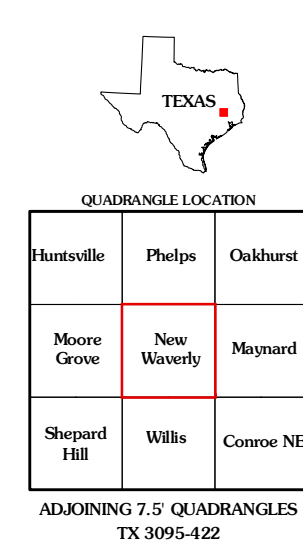 TEXAS
QUADRANGLE LOCATION
Huntsville Phelps Oakhurst
Moore New Maynard
Grove Waverly
Shepard Willis Conroe NE
Hill
ADJOINING 7.5' QUADRANGLES
TX 3095-422